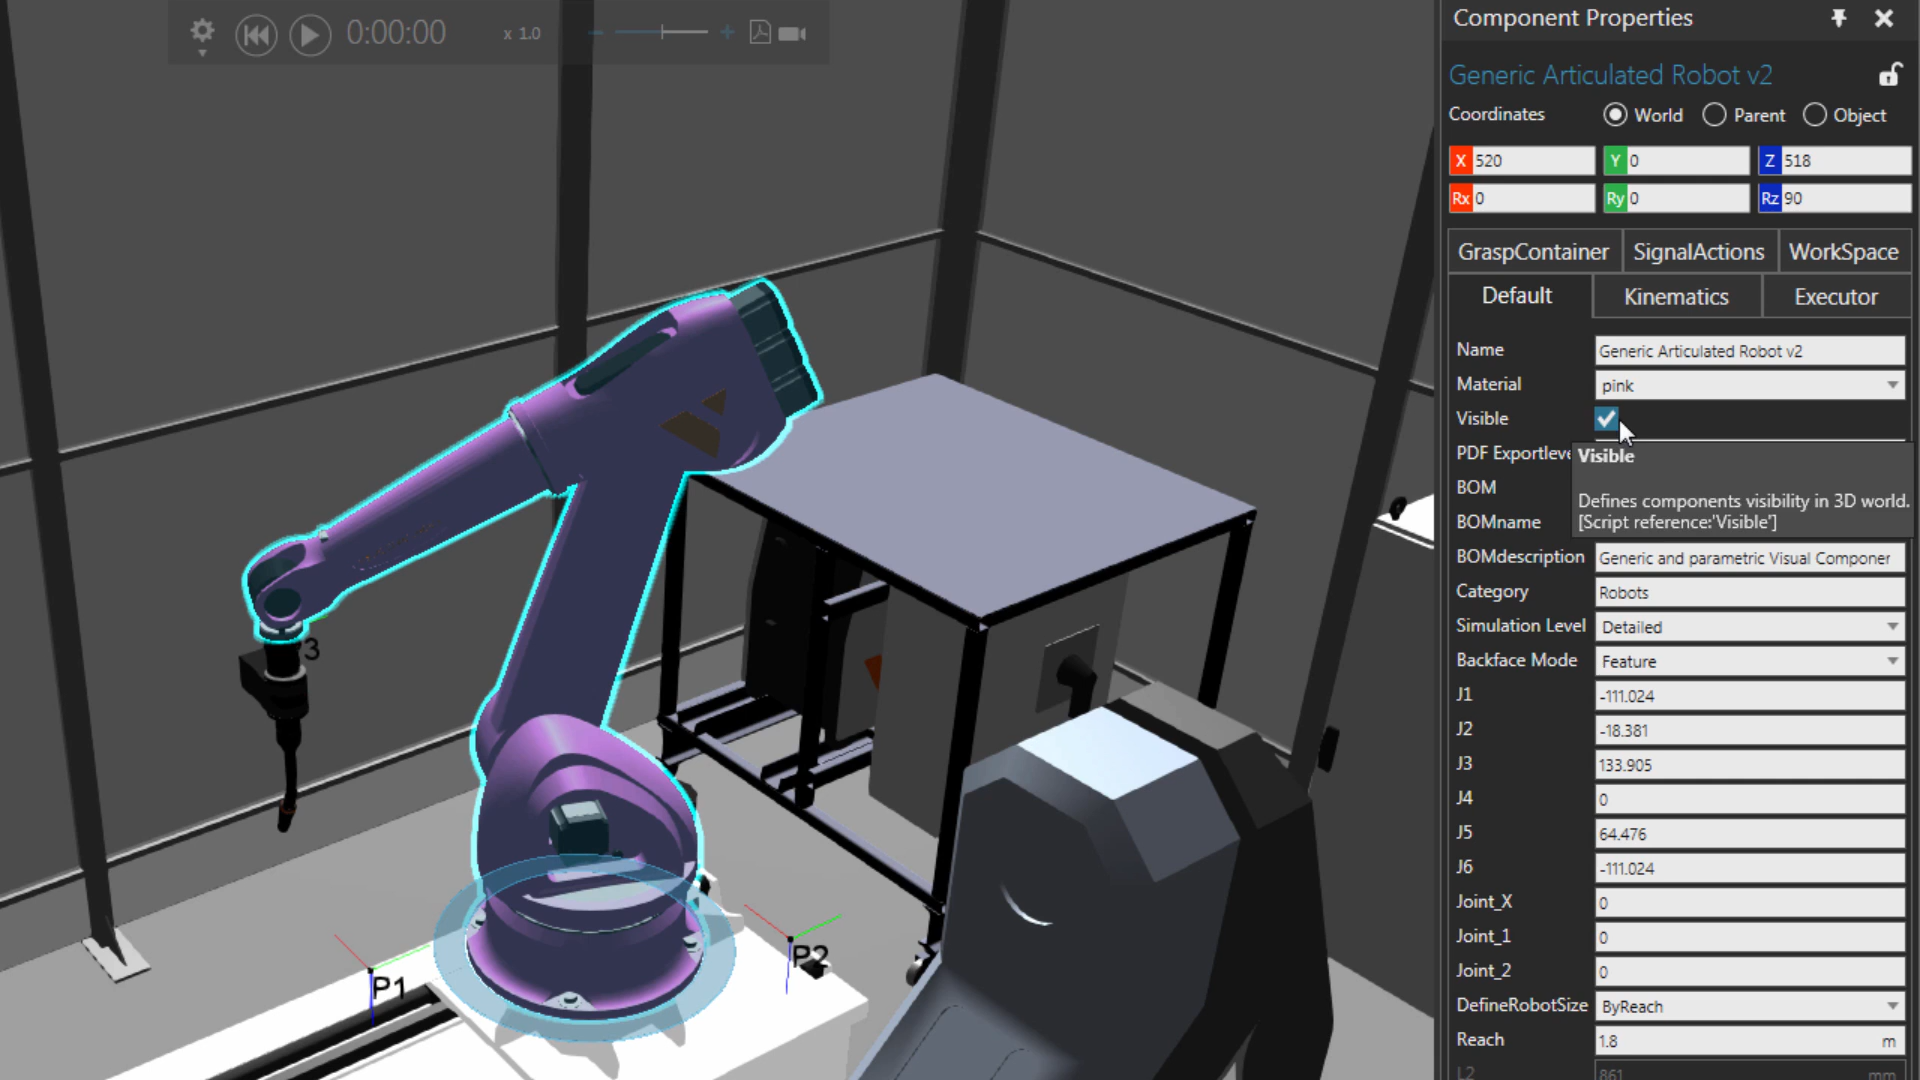 0:00:00
x 1.0
3
P1
P2
Component Properties
Generic Articulated Robot v2
Coordinates World Parent Object
X 520 Y 0 Z 518
Rx 0 Ry 0 Rz 90
GraspContainer SignalActions WorkSpace
Default Kinematics Executor
Name Generic Articulated Robot v2
Material pink
Visible
PDF Exportleve
Visible
BOM
Defines components visibility in 3D world.
BOMname
[Script reference:'Visible']
BOMdescription Generic and parametric Visual Componer
Category Robots
Simulation Level Detailed
Backface Mode Feature
J1 -111.024
J2 -18.381
J3 133.905
J4 0
J5 64.476
J6 -111.024
Joint_X 0
Joint_1 0
Joint_2 0
DefineRobotSize ByReach
Reach 1.8 m
L2 861 mm